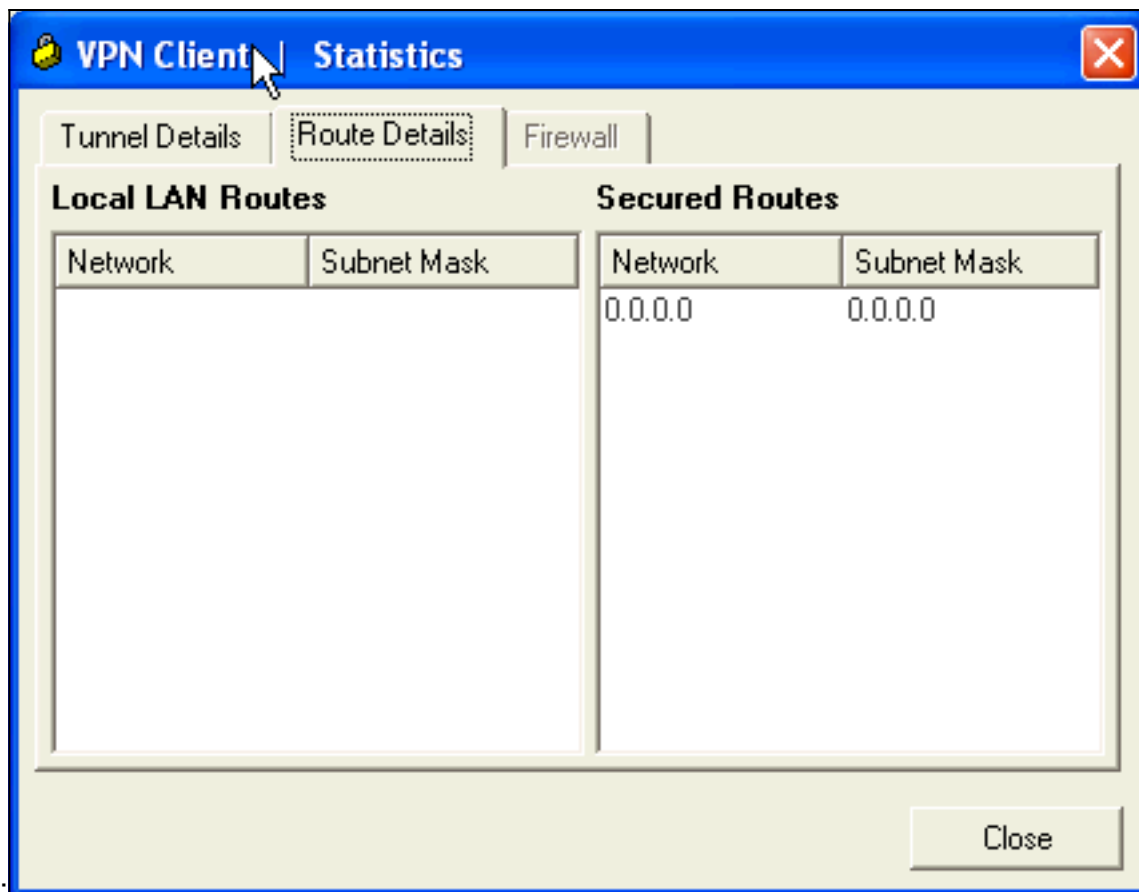 VPN Client | Statistics
Tunnel Details Route Details Firewall
Local LAN Routes Secured Routes
Network Subnet Mask Network Subnet Mask
0.0.0.0 0.0.0.0
Close
.